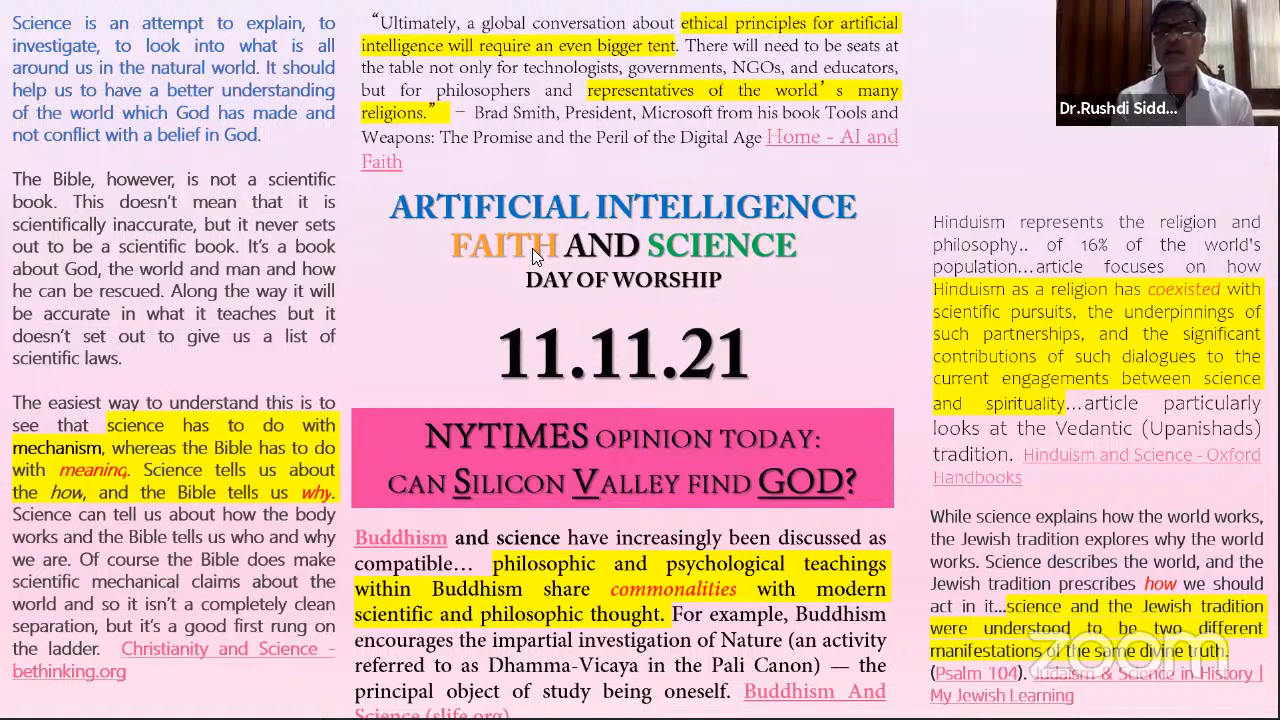 Science is an attempt to explain, to
investigate, to look into what is all
around us in the natural world. It should
help us to have a better understanding
of the world which God has made and
not conflict with a belief in God.
The Bible, however, is not a scientific
book. This doesn't mean that it is
scientifically inaccurate, but it never sets
out to be a scientific book. It's a book
about God, the world and man and how
he can be rescued. Along the way it will
be accurate in what it teaches but it
doesn't set out to give us a list of
scientific laws.
The easiest way to understand this is to
see that science has to do with
mechanism, whereas the Bible has to do
with meaning. Science tells us about
the how, and the Bible tells us why.
Science can tell us about how the body
works and the Bible tells us who and why
we are. Of course the Bible does make
scientific mechanical claims about the
world and so it isn't a completely clean
separation, but it's a good first rung on
the ladder. Christianity and Science -
bethinking.org
“Ultimately, a global conversation about ethical principles for artificial
intelligence will require an even bigger tent. There will need to be seats at
the table not only for technologists, governments, NGOs, and educators,
but for philosophers and representatives of the world's many
religions.” – Brad Smith, President, Microsoft from his book Tools and
Weapons: The Promise and the Peril of the Digital Age Home - AI and
Faith
ARTIFICIAL INTELLIGENCE
FAITH AND SCIENCE
DAY OF WORSHIP
11.11.21
NYTIMES OPINION TODAY:
CAN SILICON VALLEY FIND GOD?
Buddhism and science have increasingly been discussed as
compatible… philosophic and psychological teachings
within Buddhism share commonalities with modern
scientific and philosophic thought. For example, Buddhism
encourages the impartial investigation of Nature (an activity
referred to as Dhamma-Vicaya in the Pali Canon) — the
principal object of study being oneself. Buddhism And
Science (slife.org)
Dr.Rushdi Sidd...
Hinduism represents the religion and
philosophy.. of 16% of the world's
population…article focuses on how
Hinduism as a religion has coexisted with
scientific pursuits, the underpinnings of
such partnerships, and the significant
contributions of such dialogues to the
current engagements between science
and spirituality…article particularly
looks at the Vedantic (Upanishads)
tradition. Hinduism and Science - Oxford
Handbooks
While science explains how the world works,
the Jewish tradition explores why the world
works. Science describes the world, and the
Jewish tradition prescribes how we should
act in it…science and the Jewish tradition
were understood to be two different
manifestations of the same divine truth.
(Psalm 104). Judaism & Science in History |
My Jewish Learning
zoom